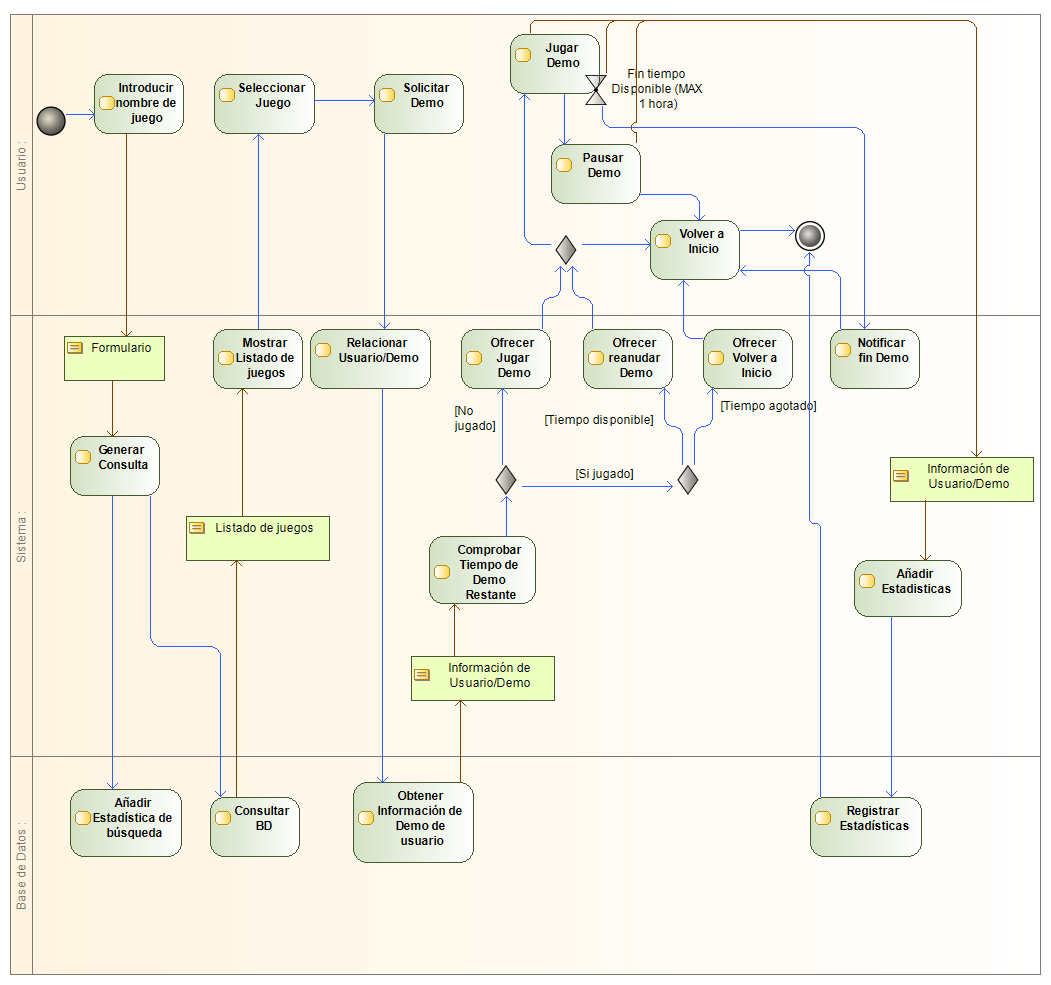 Usuario :
Introducir
nombre de
juego
Seleccionar
Juego
Solicitar
Demo
Jugar
Demo
Fin tiempo
Disponible (MAX
1 hora)
Pausar
Demo
Volver a
Inicio
Sistema :
Formulario
Mostrar
Listado de
juegos
Relacionar
Usuario/Demo
Ofrecer
Jugar
Demo
Ofrecer
reanudar
Demo
Ofrecer
Volver a
Inicio
Notificar
fin Demo
[No
jugado]
[Tiempo disponible]
[Tiempo agotado]
Generar
Consulta
[Si jugado]
Información de
Usuario/Demo
Listado de juegos
Comprobar
Tiempo de
Demo
Restante
Añadir
Estadisticas
Información de
Usuario/Demo
Base de Datos :
Añadir
Estadística de
búsqueda
Consultar
BD
Obtener
Información de
Demo de
usuario
Registrar
Estadísticas